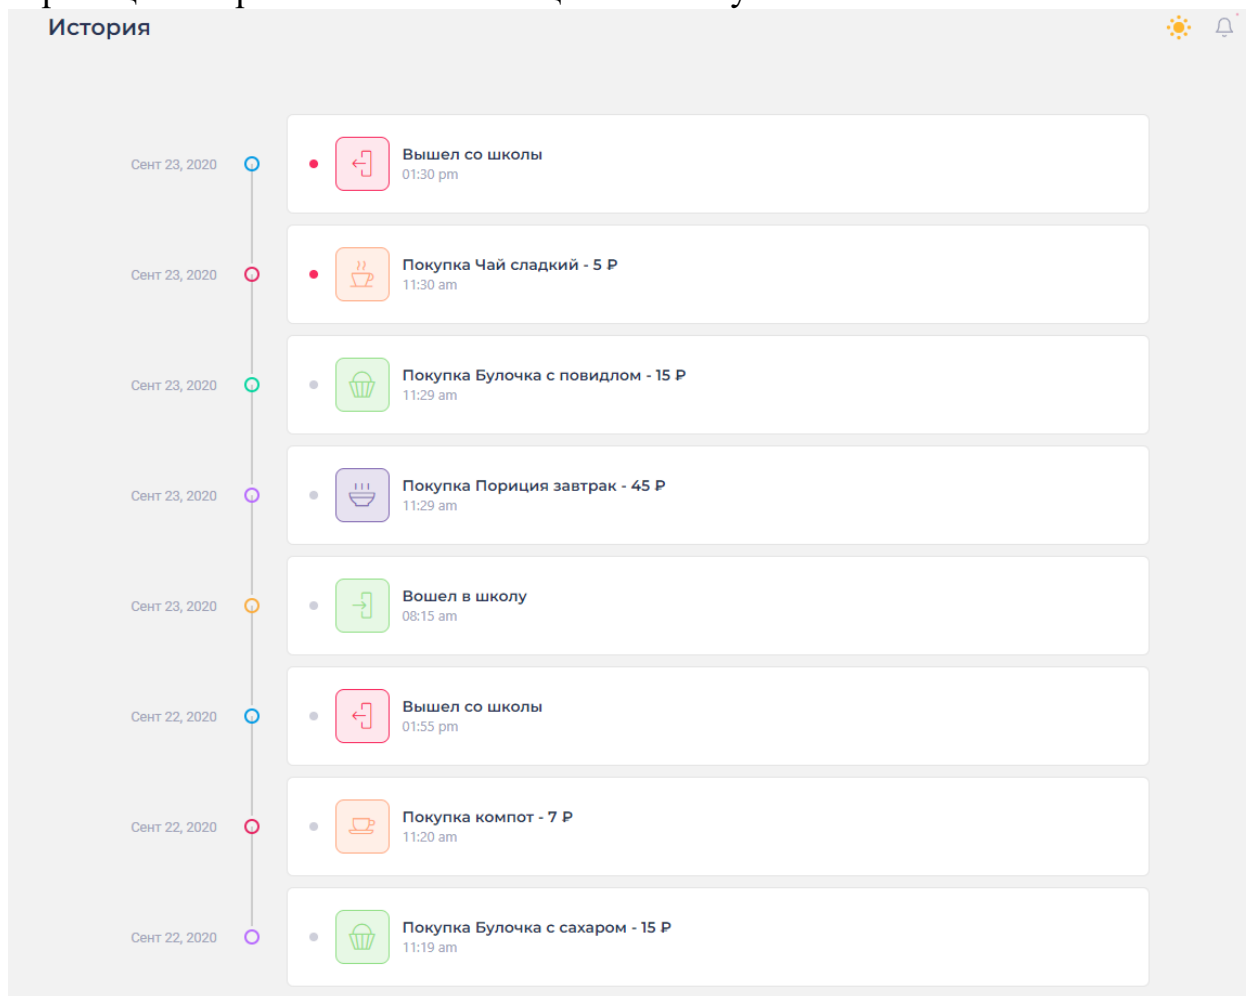 История
Сент 23, 2020
Вышел со школы
01:30 pm
Сент 23, 2020
Покупка Чай сладкий - 5 ₽
11:30 am
Сент 23, 2020
Покупка Булочка с повидлом - 15 ₽
11:29 am
Сент 23, 2020
Покупка Пориция завтрак - 45 ₽
11:29 am
Сент 23, 2020
Вошел в школу
08:15 am
Сент 22, 2020
Вышел со школы
01:55 pm
Сент 22, 2020
Покупка компот - 7 ₽
11:20 am
Сент 22, 2020
Покупка Булочка с сахаром - 15 ₽
11:19 am